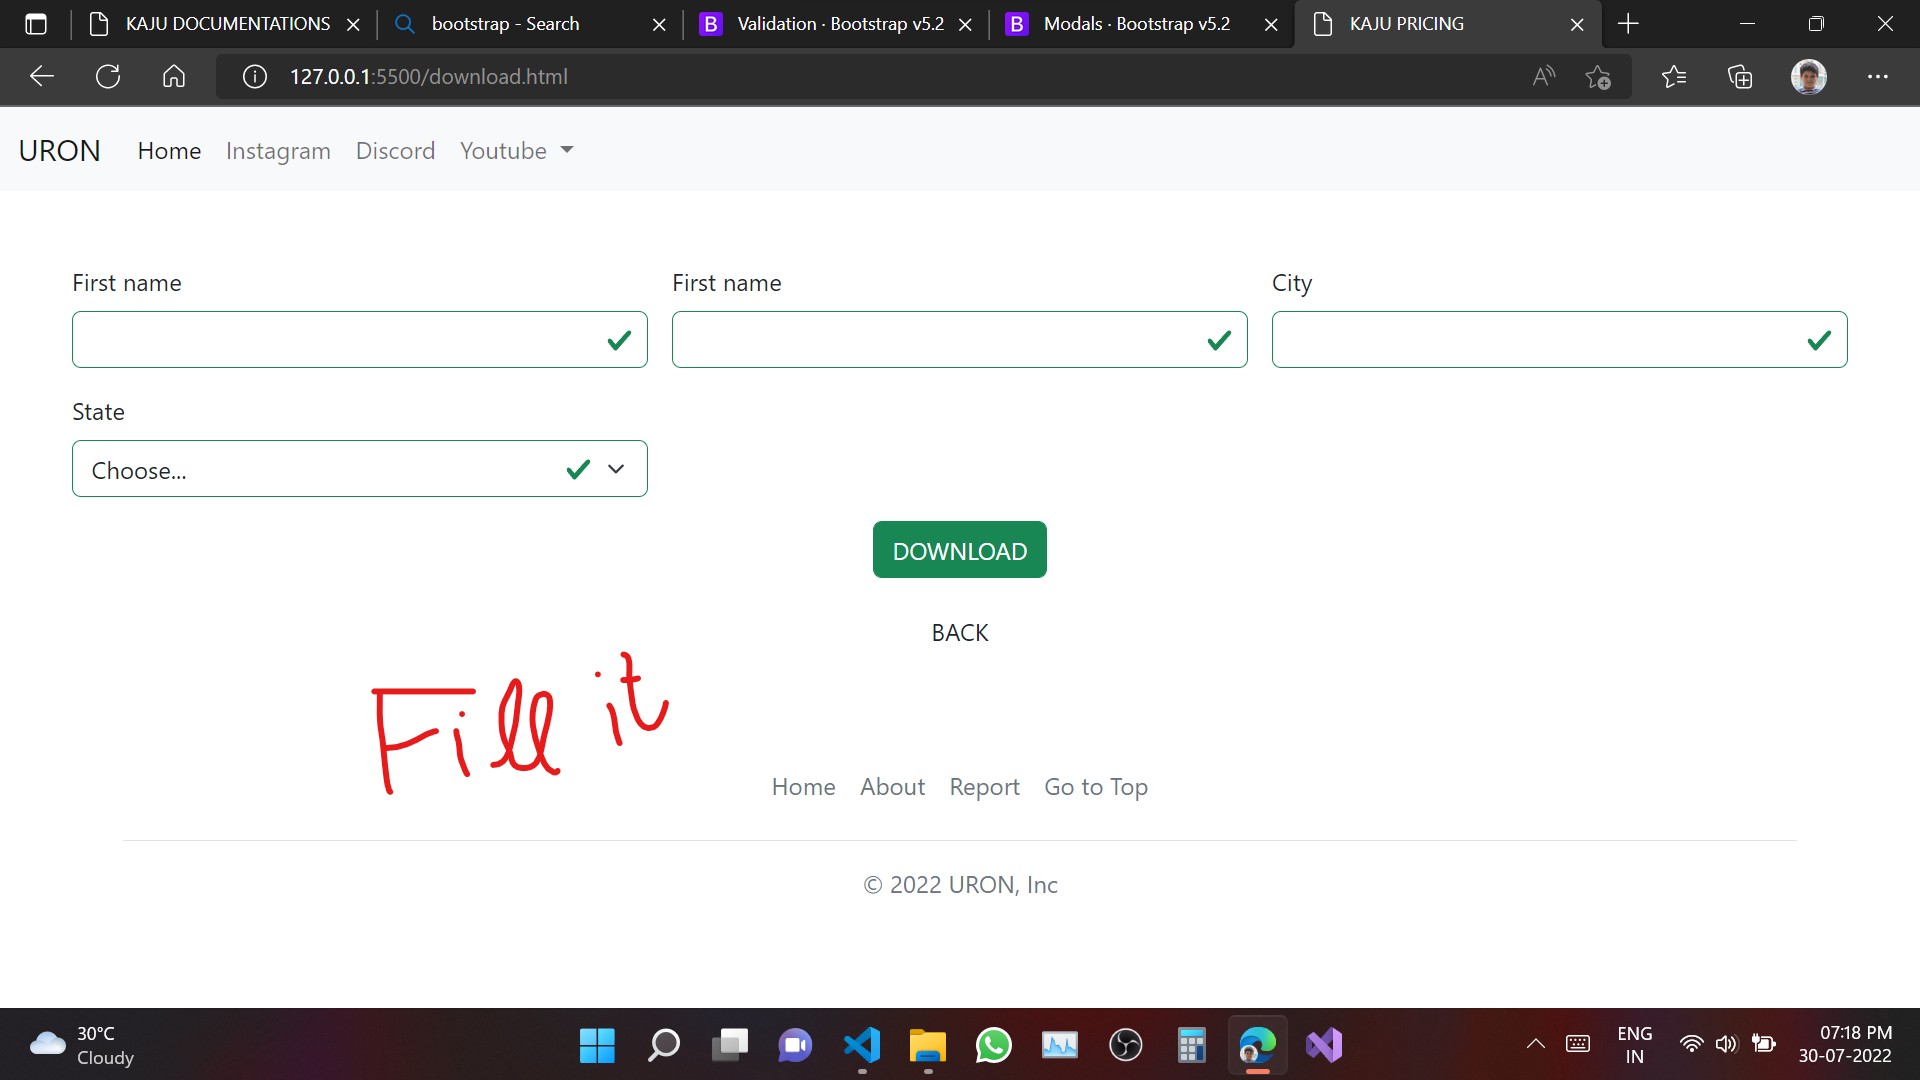 KAJU DOCUMENTATIONS
bootstrap - Search
Validation · Bootstrap v5.2
Modals · Bootstrap v5.2
KAJU PRICING
127.0.0.1:5500/download.html
URON Home Instagram Discord Youtube
First name First name City
State
Choose...
DOWNLOAD
BACK
Fill it
Home About Report Go to Top
© 2022 URON, Inc
30°C
Cloudy
ENG
IN
07:18 PM
30-07-2022